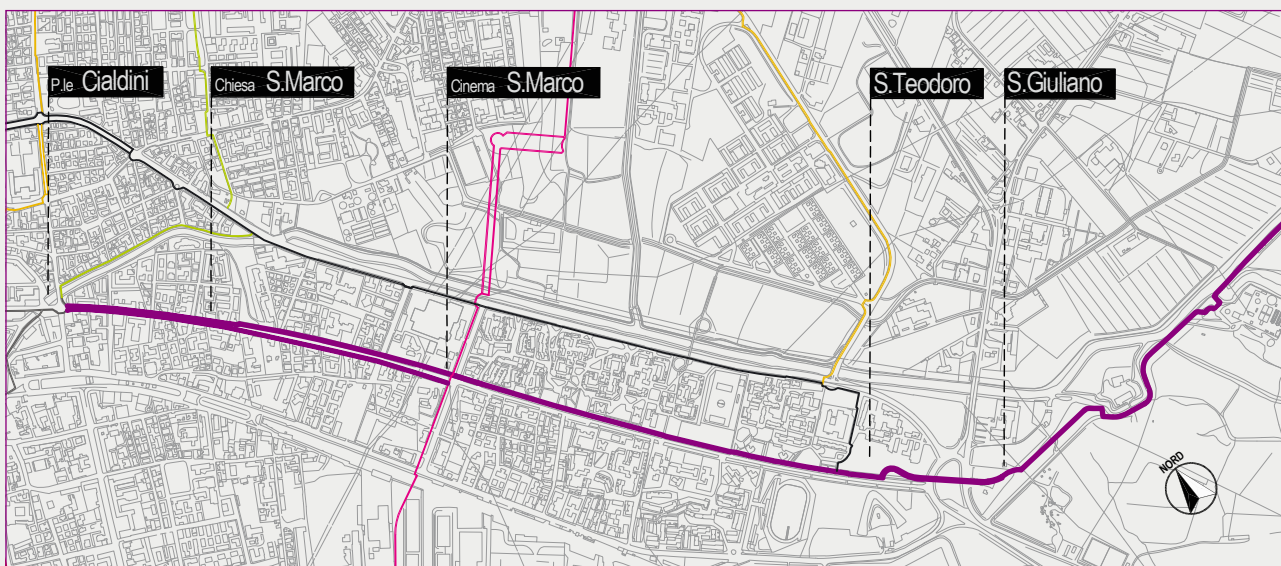 P.le Cialdini
Chiesa S.Marco
Cinema S.Marco
S.Teodoro
S.Giuliano
NORD